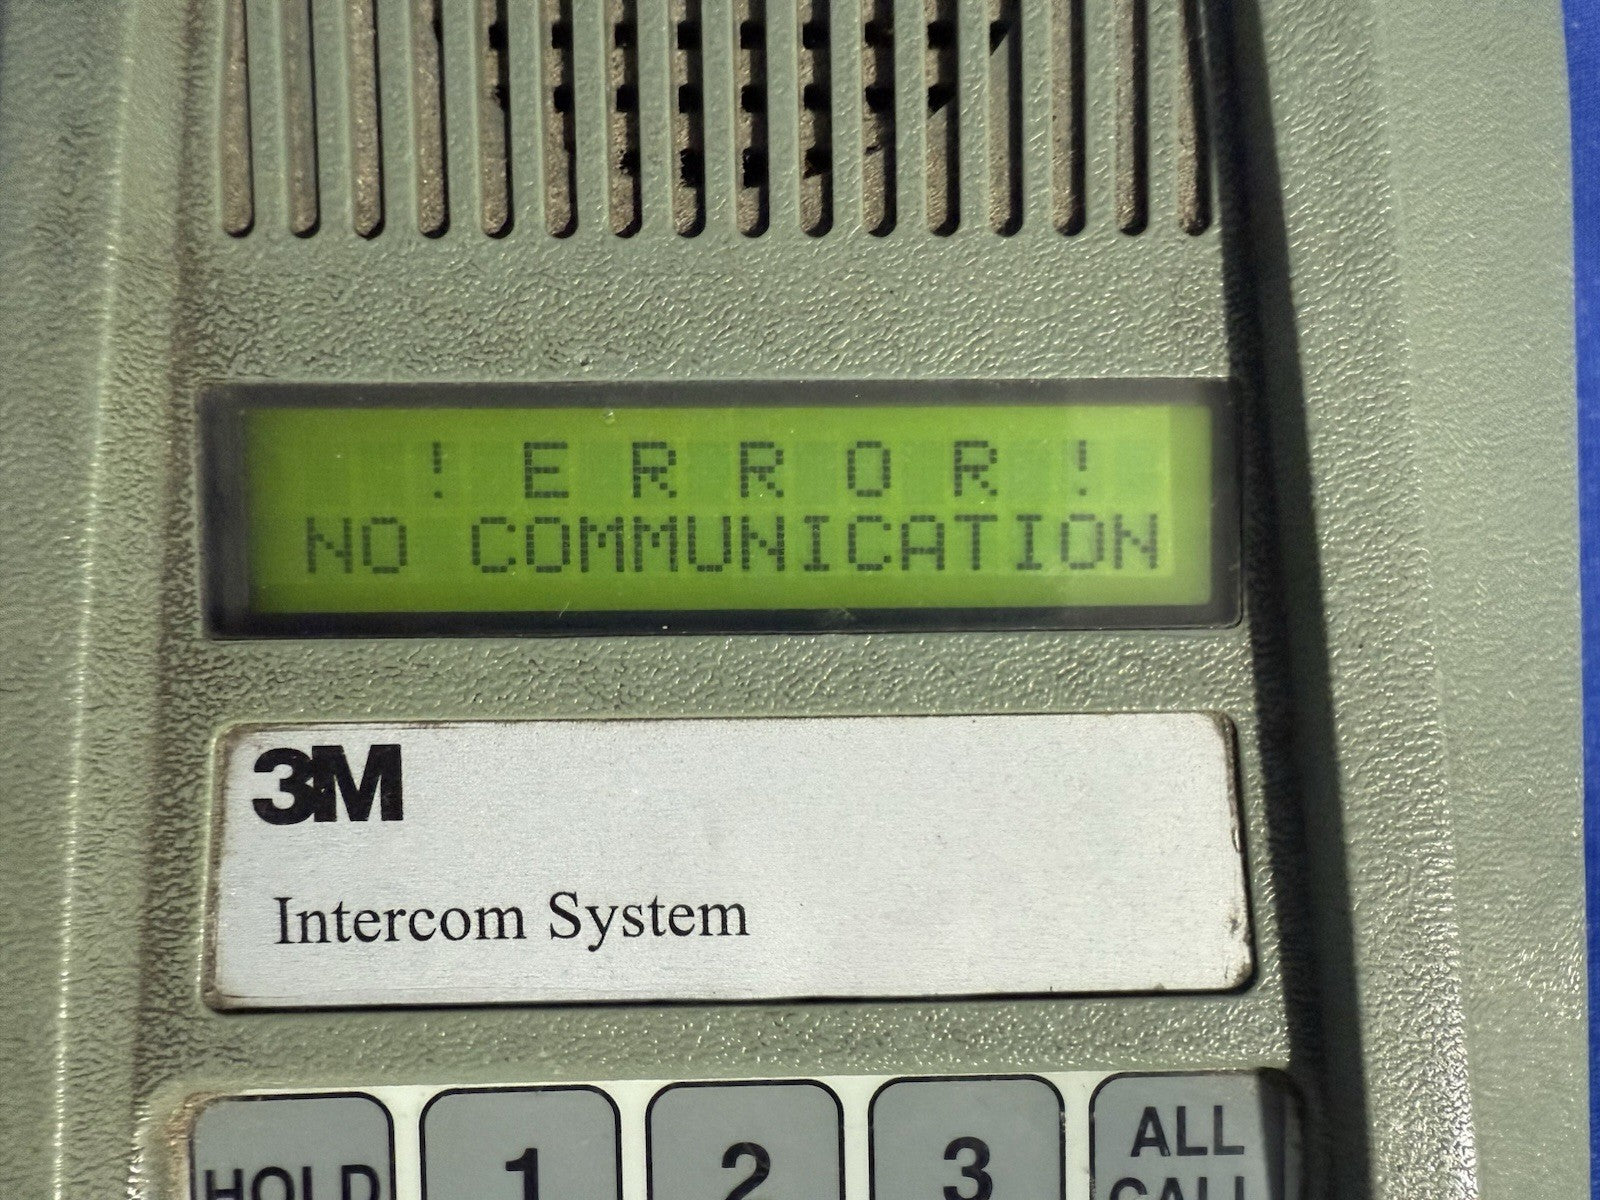 ! E R R O R !
NO COMMUNICATION
3M
Intercom System
HOLD 1 2 3 ALL
CALL